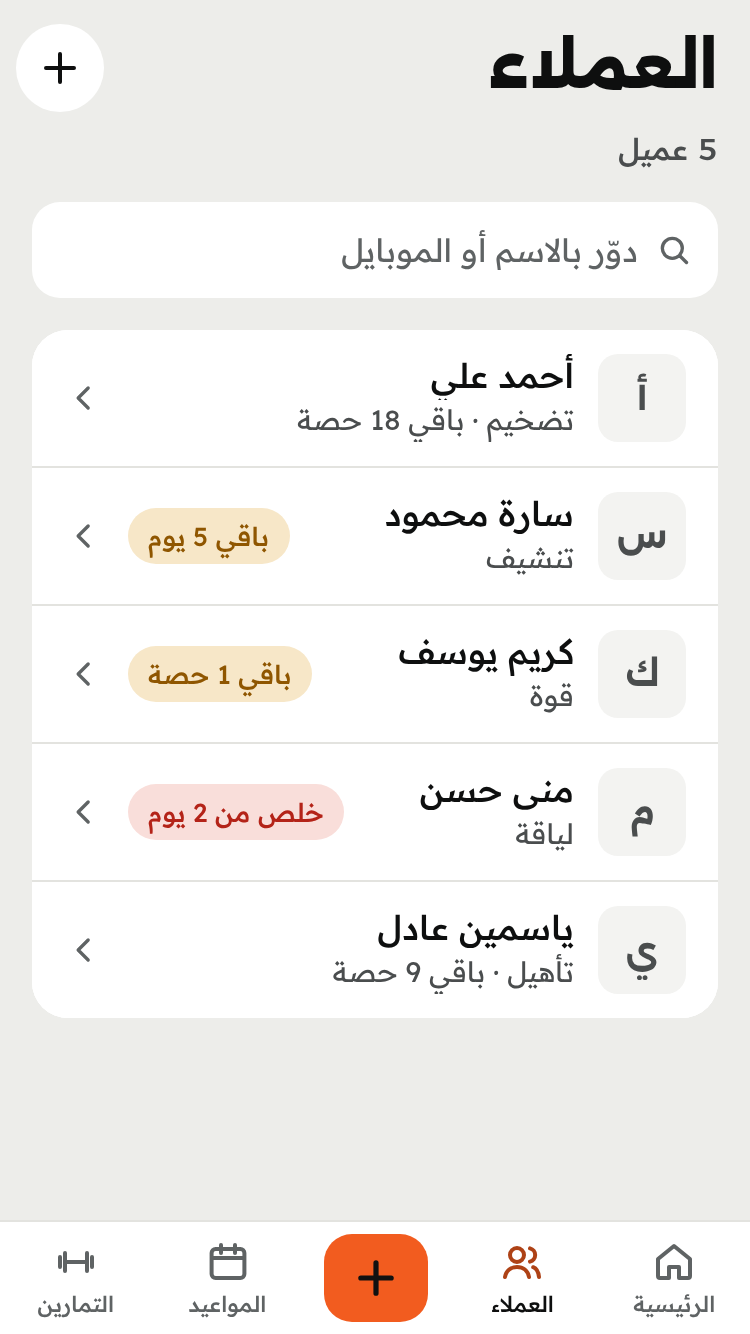 العملاء
5 عميل
دوّر بالاسم أو الموبايل
أ
أحمد علي
تضخيم · باقي 18 حصة
س
سارة محمود
تنشيف
باقي 5 يوم
ك
كريم يوسف
قوة
باقي 1 حصة
م
منى حسن
لياقة
خلص من 2 يوم
ي
ياسمين عادل
تأهيل · باقي 9 حصة
الرئيسية
العملاء
المواعيد
التمارين